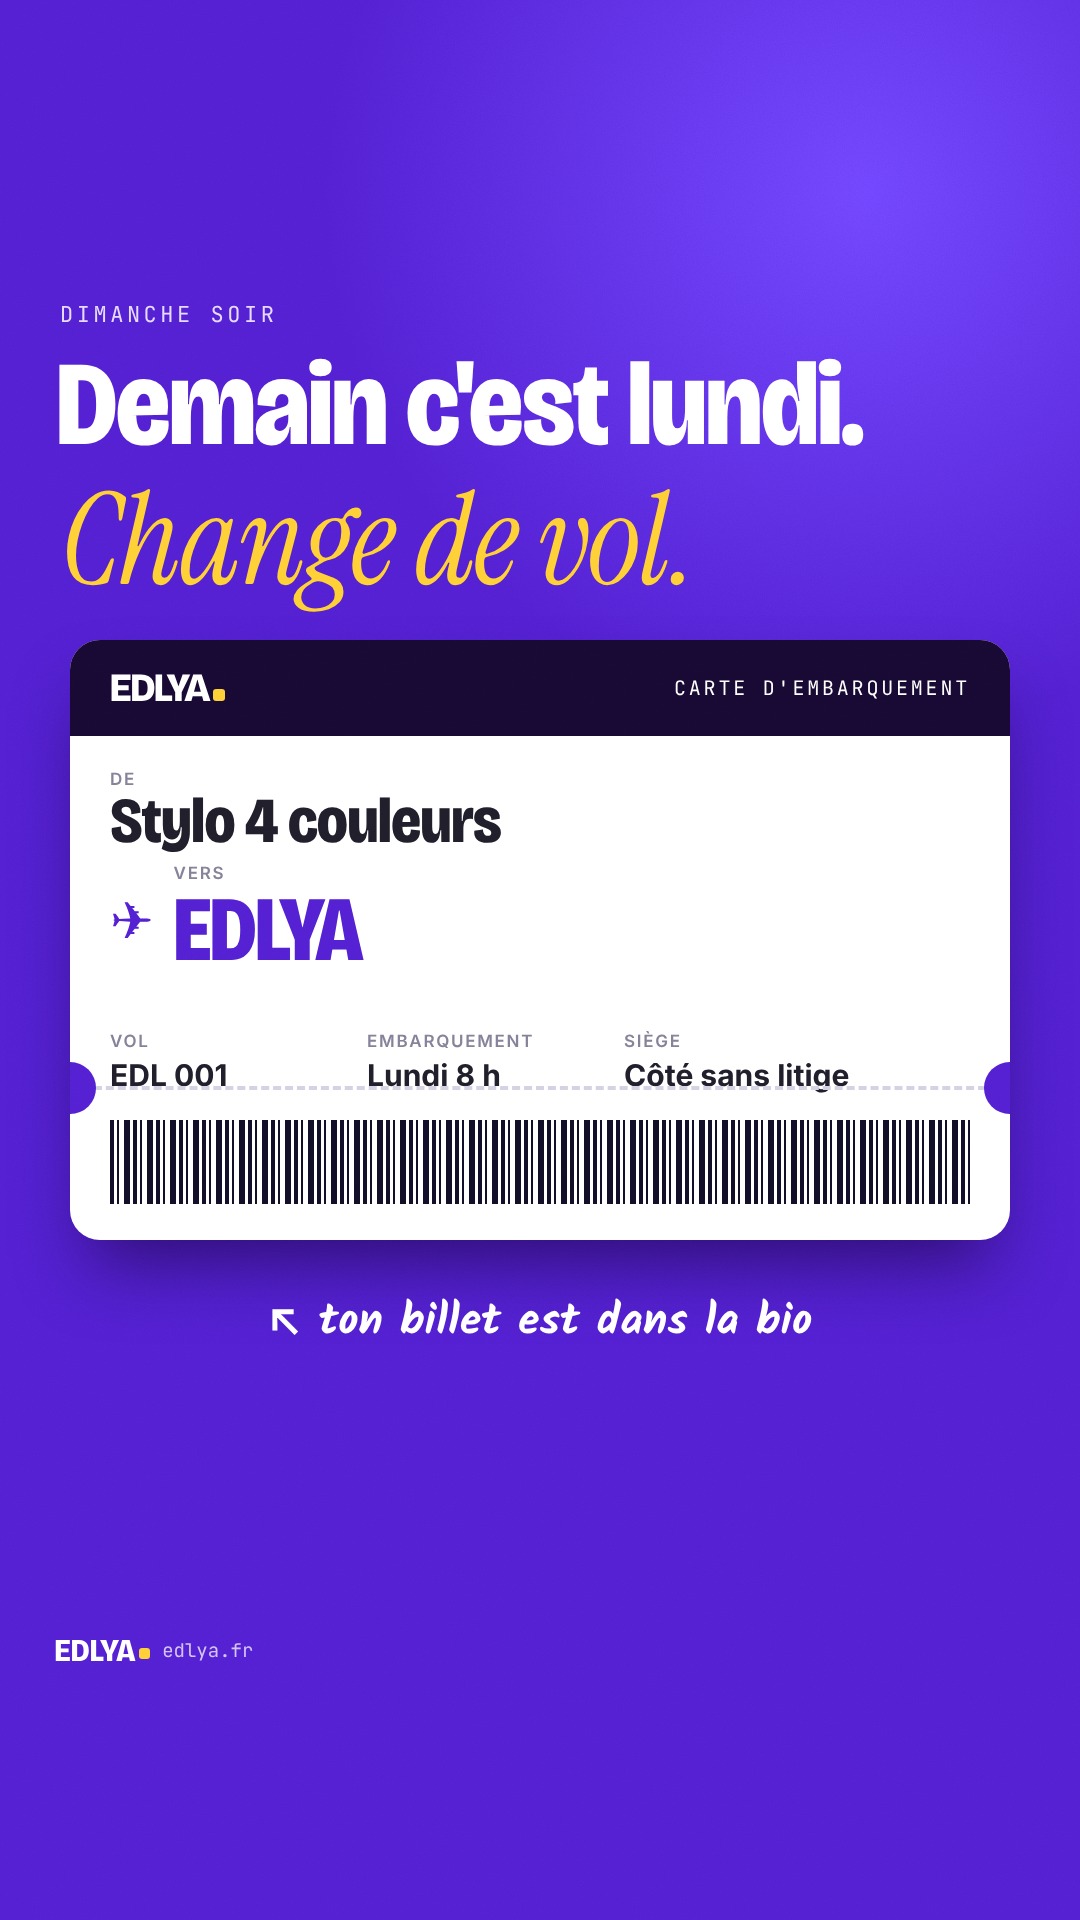 DIMANCHE SOIR
Demain c'est lundi.
Change de vol.
EDLYA.
CARTE D'EMBARQUEMENT
DE
Stylo 4 couleurs
VERS
✈ EDLYA
VOL EMBARQUEMENT SIÈGE
EDL 001 Lundi 8 h Côté sans litige
↖ ton billet est dans la bio
EDLYA. edlya.fr